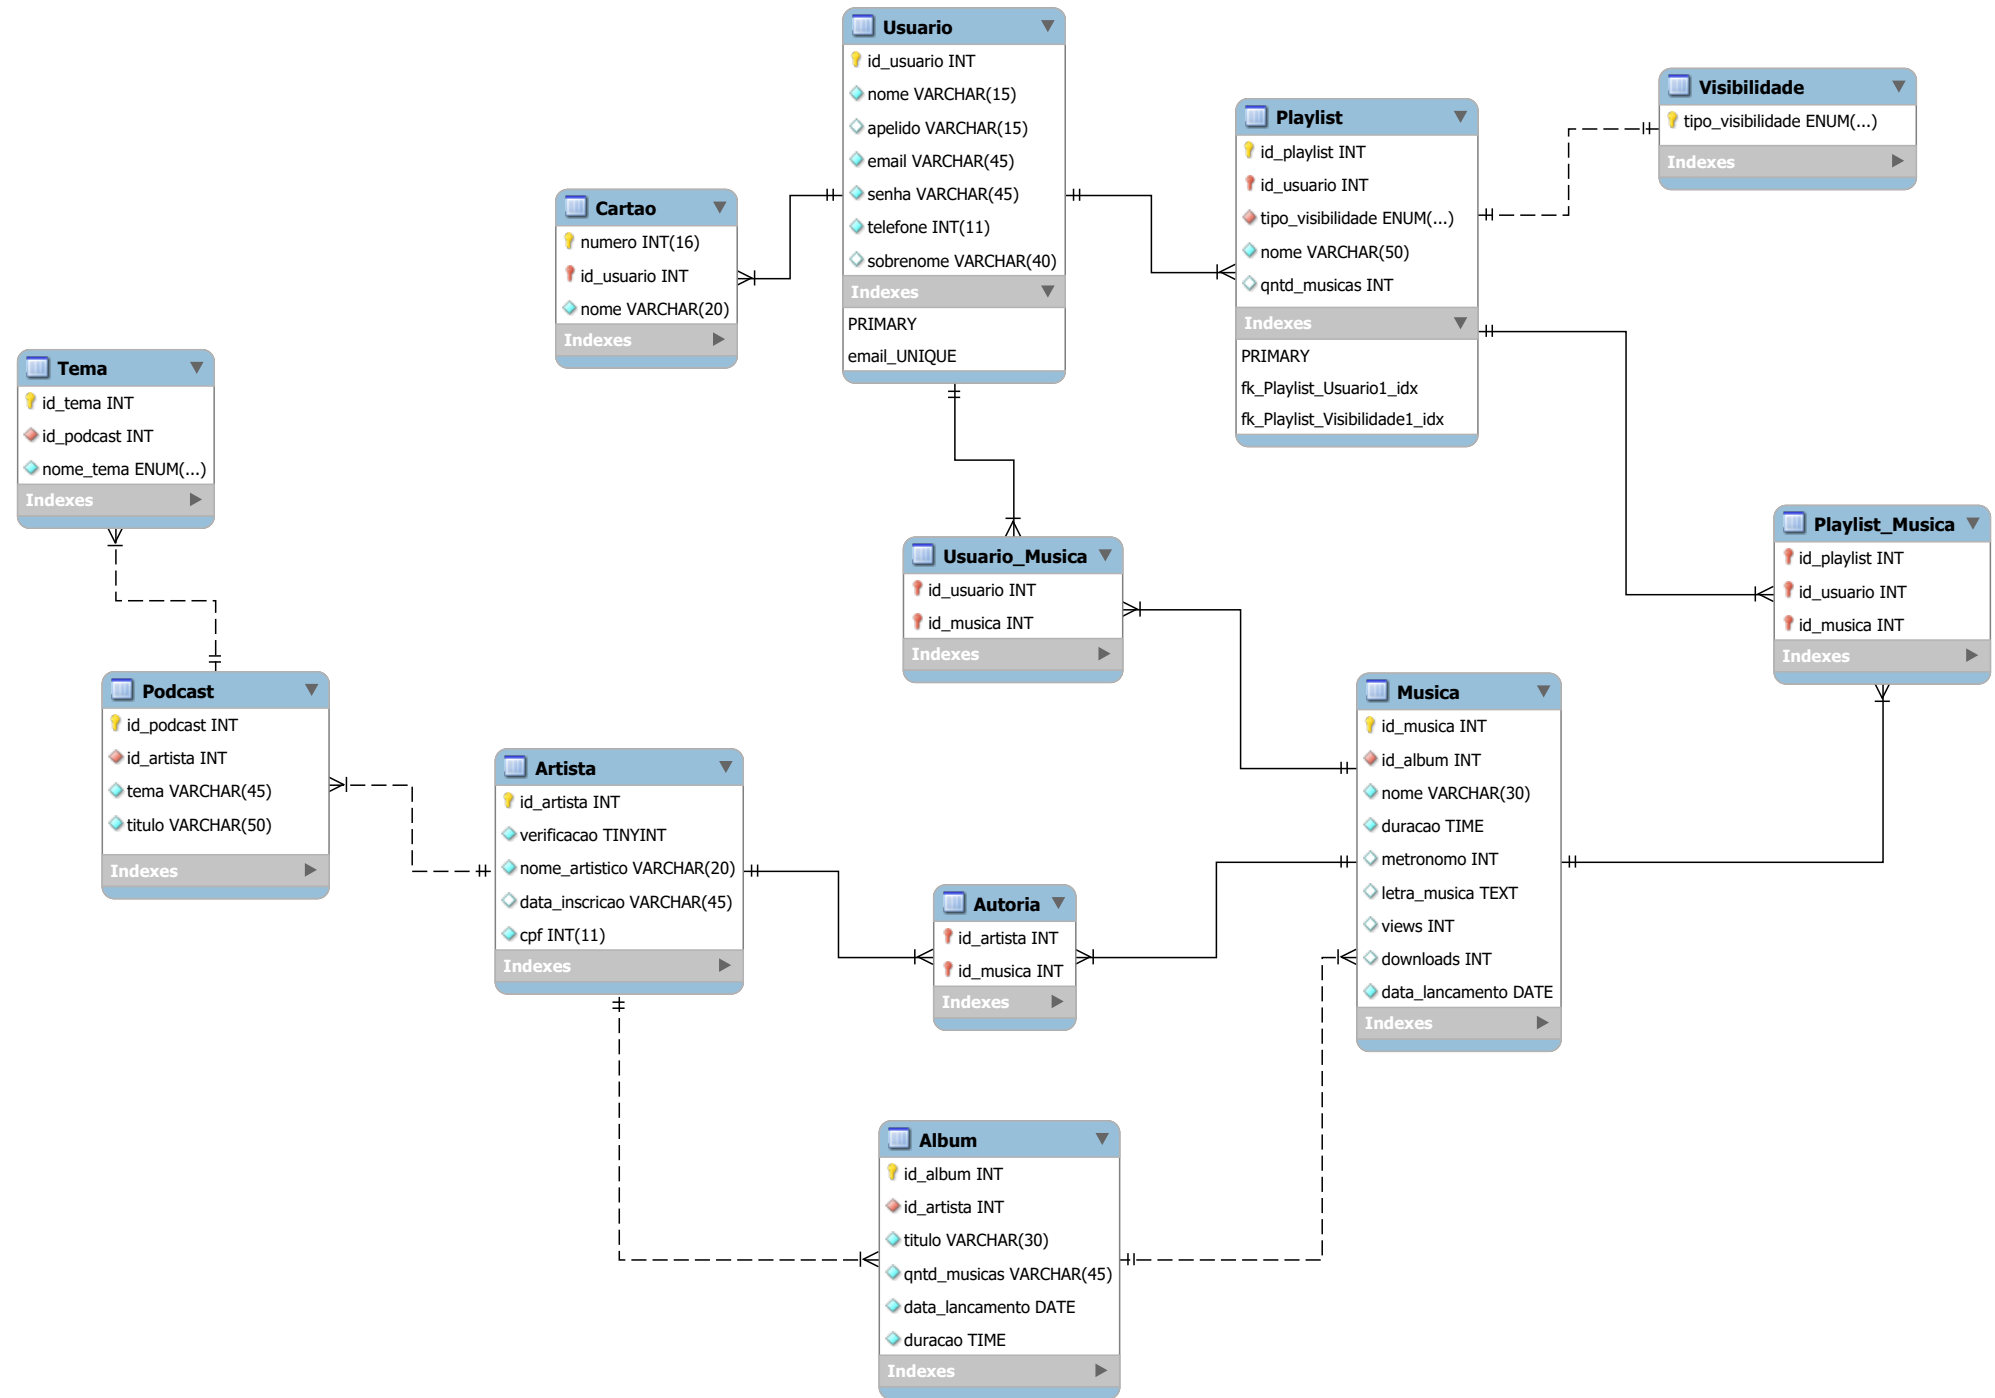 Usuario
id_usuario INT
nome VARCHAR(15)
apelido VARCHAR(15)
email VARCHAR(45)
senha VARCHAR(45)
telefone INT(11)
sobrenome VARCHAR(40)
Indexes
PRIMARY
email_UNIQUE
Visibilidade
tipo_visibilidade ENUM(...)
Indexes
Playlist
id_playlist INT
id_usuario INT
tipo_visibilidade ENUM(...)
nome VARCHAR(50)
qntd_musicas INT
Indexes
PRIMARY
fk_Playlist_Usuario1_idx
fk_Playlist_Visibilidade1_idx
Cartao
numero INT(16)
id_usuario INT
nome VARCHAR(20)
Indexes
Tema
id_tema INT
id_podcast INT
nome_tema ENUM(...)
Indexes
Playlist_Musica
id_playlist INT
id_usuario INT
id_musica INT
Indexes
Usuario_Musica
id_usuario INT
id_musica INT
Indexes
Podcast
id_podcast INT
id_artista INT
tema VARCHAR(45)
titulo VARCHAR(50)
Indexes
Musica
id_musica INT
id_album INT
nome VARCHAR(30)
duracao TIME
metronomo INT
letra_musica TEXT
views INT
downloads INT
data_lancamento DATE
Indexes
Artista
id_artista INT
verificacao TINYINT
nome_artistico VARCHAR(20)
data_inscricao VARCHAR(45)
cpf INT(11)
Indexes
Autoria
id_artista INT
id_musica INT
Indexes
Album
id_album INT
id_artista INT
titulo VARCHAR(30)
qntd_musicas VARCHAR(45)
data_lancamento DATE
duracao TIME
Indexes